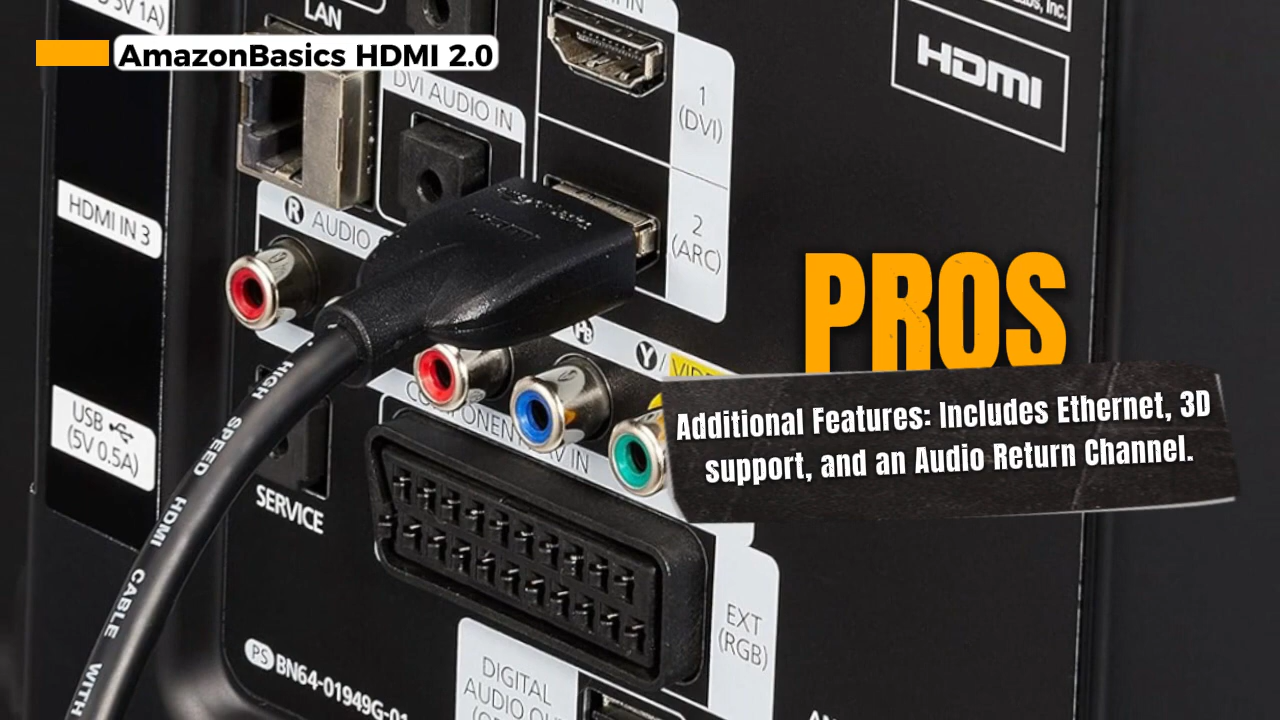 LAN
AmazonBasics HDMI 2.0
HDMI
DVI AUDIO IN
1
(DVI)
HDMI IN 3
R AUDIO
2
(ARC)
PROS
Y/
Additional Features: Includes Ethernet, 3D
support, and an Audio Return Channel.
USB
(5V 0.5A)
HIGH SPEED HDMI CABLE WITH
SERVICE
EXT
(RGB)
PS BN64-01949G-01
DIGITAL